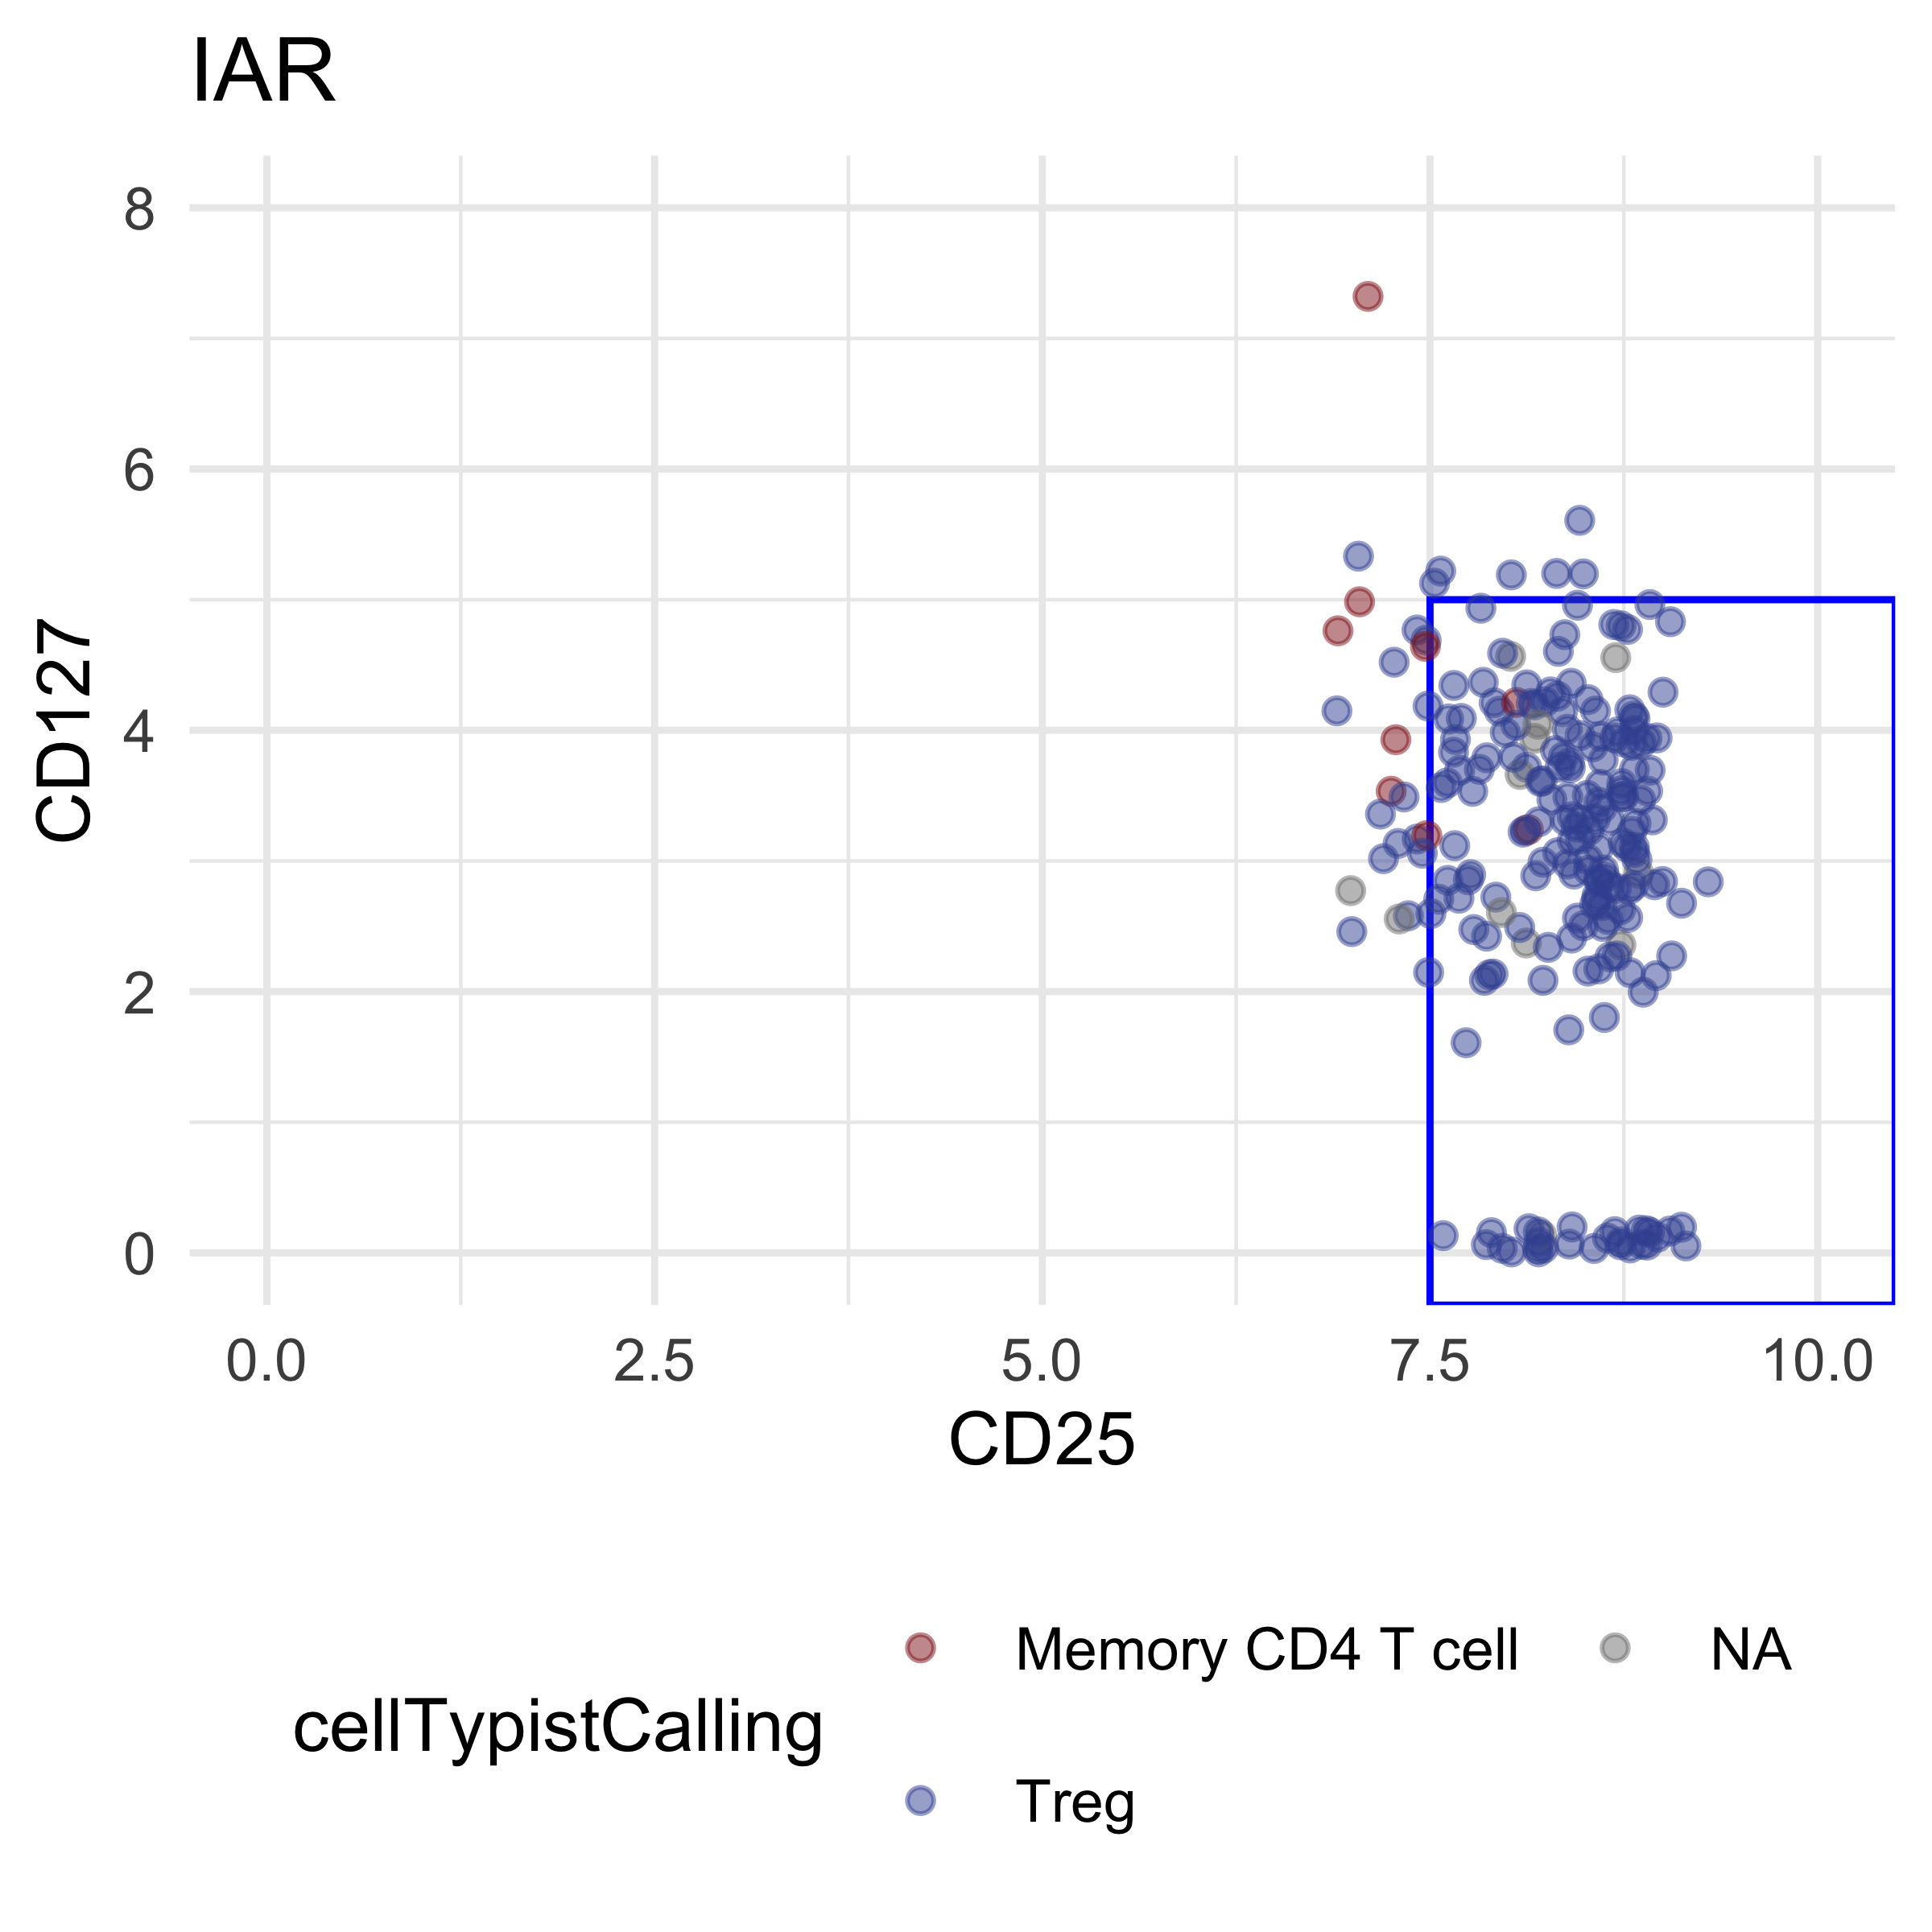 IAR
8
6
4
2
0
CD127
0.0 2.5 5.0 7.5 10.0
CD25
cellTypistCalling
Memory CD4 T cell
Treg
NA